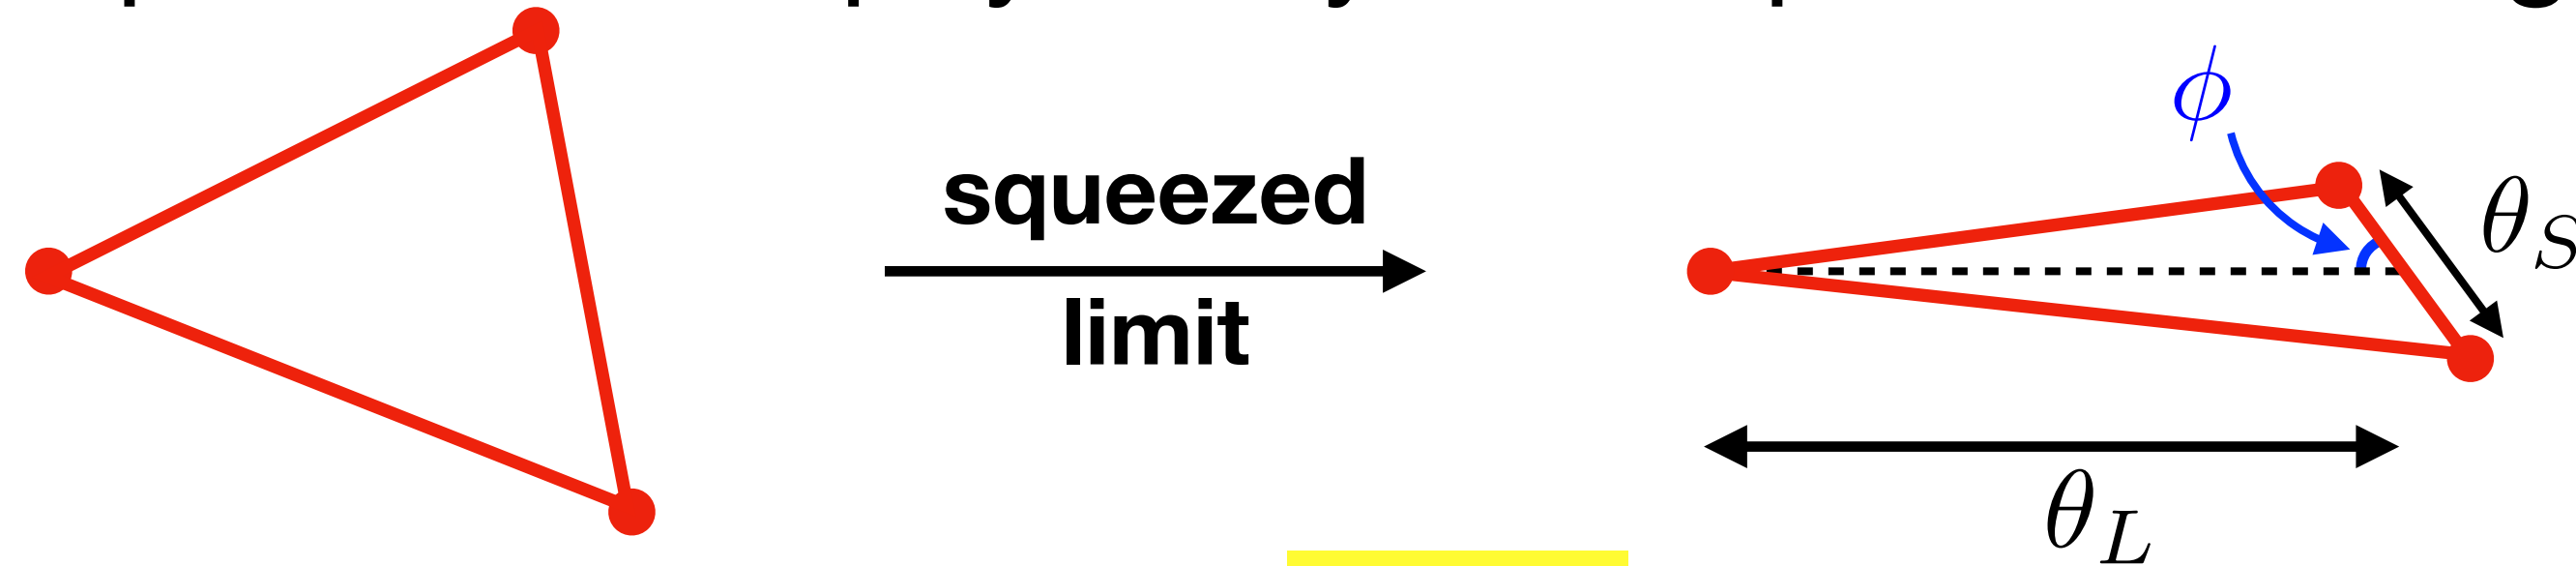 squeezed
limit
ϕ
θ_S
θ_L